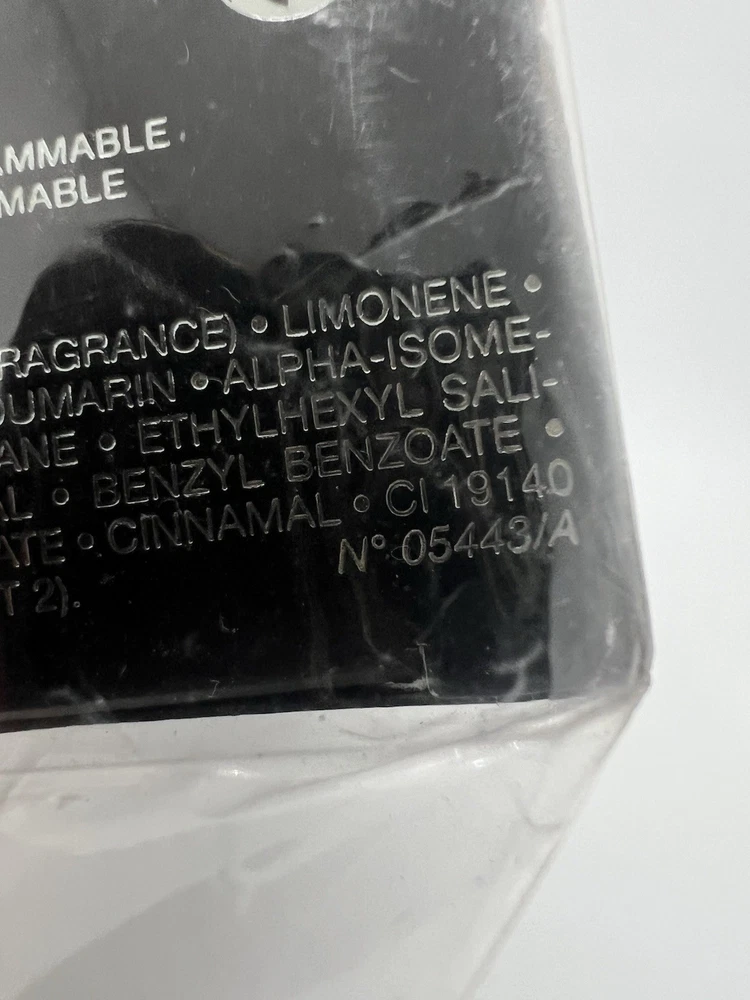 AMMABLE
MABLE
RAGRANCE) • LIMONENE •
OUMARIN • ALPHA-ISOME-
ANE • ETHYLHEXYL SALI-
AL • BENZYL BENZOATE •
ATE • CINNAMAL • CI 19140
T 2). N° 05443/A